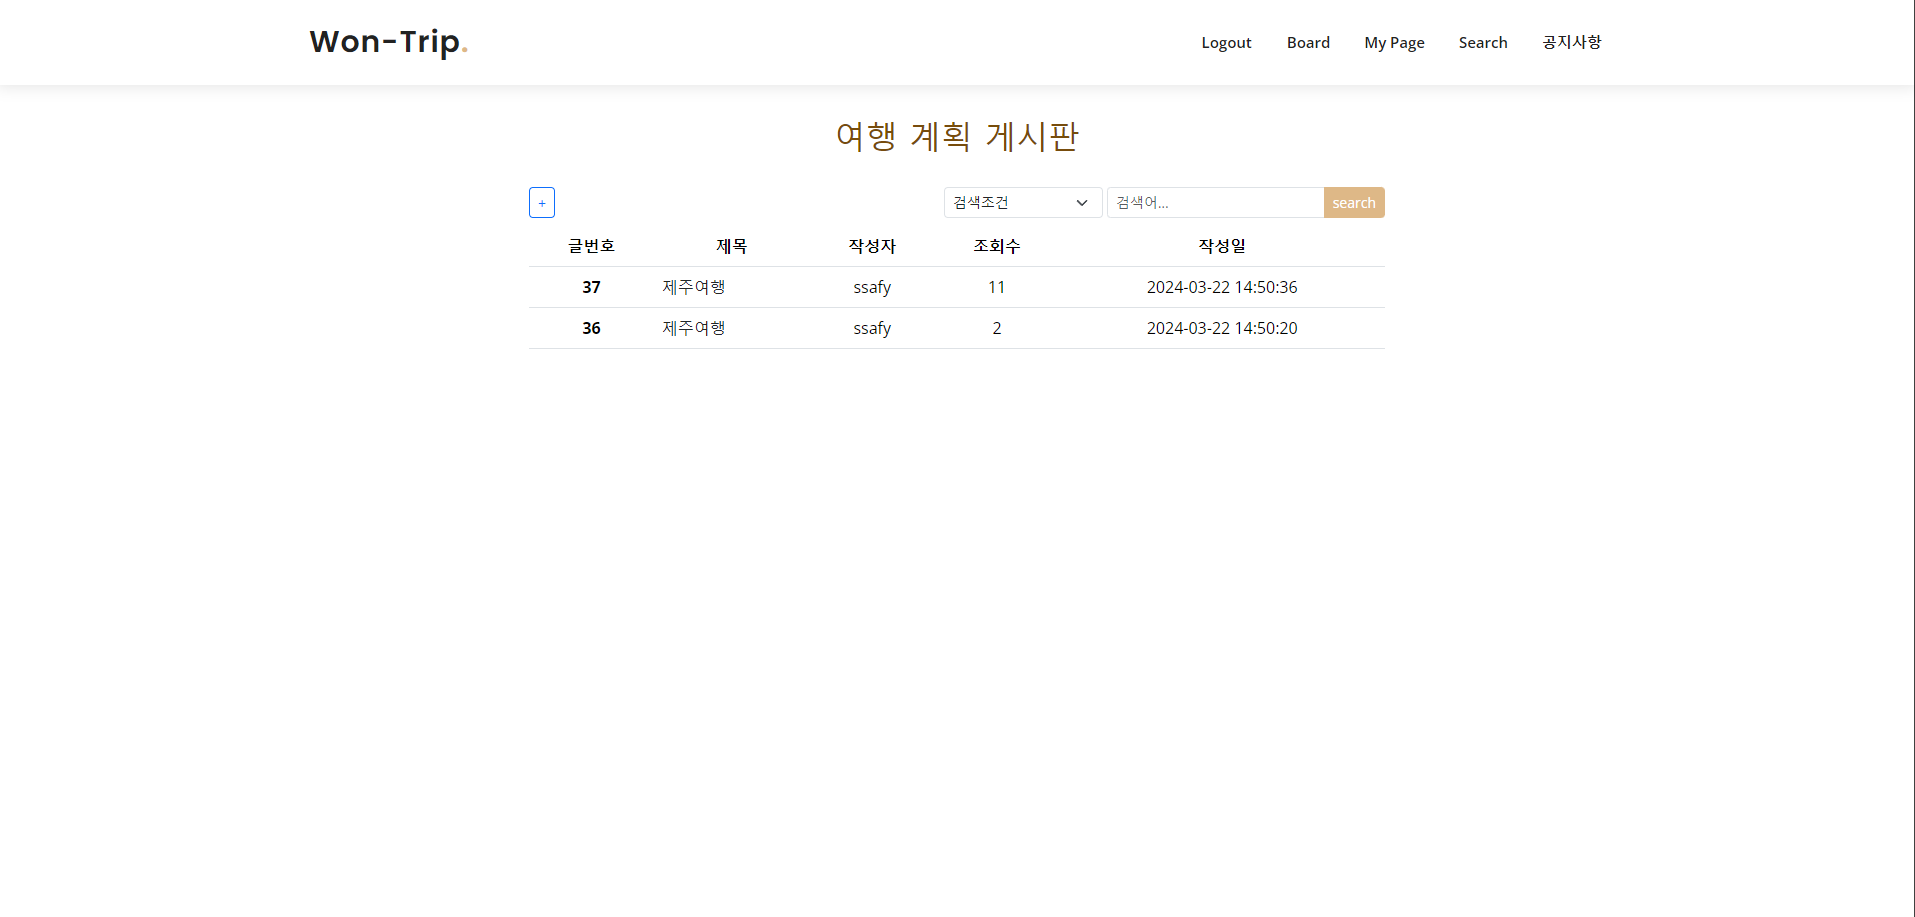 Won-Trip.
Logout Board My Page Search 공지사항
여행 계획 게시판
+ 검색조건 검색어... search
글번호 제목 작성자 조회수 작성일
37 제주여행 ssafy 11 2024-03-22 14:50:36
36 제주여행 ssafy 2 2024-03-22 14:50:20